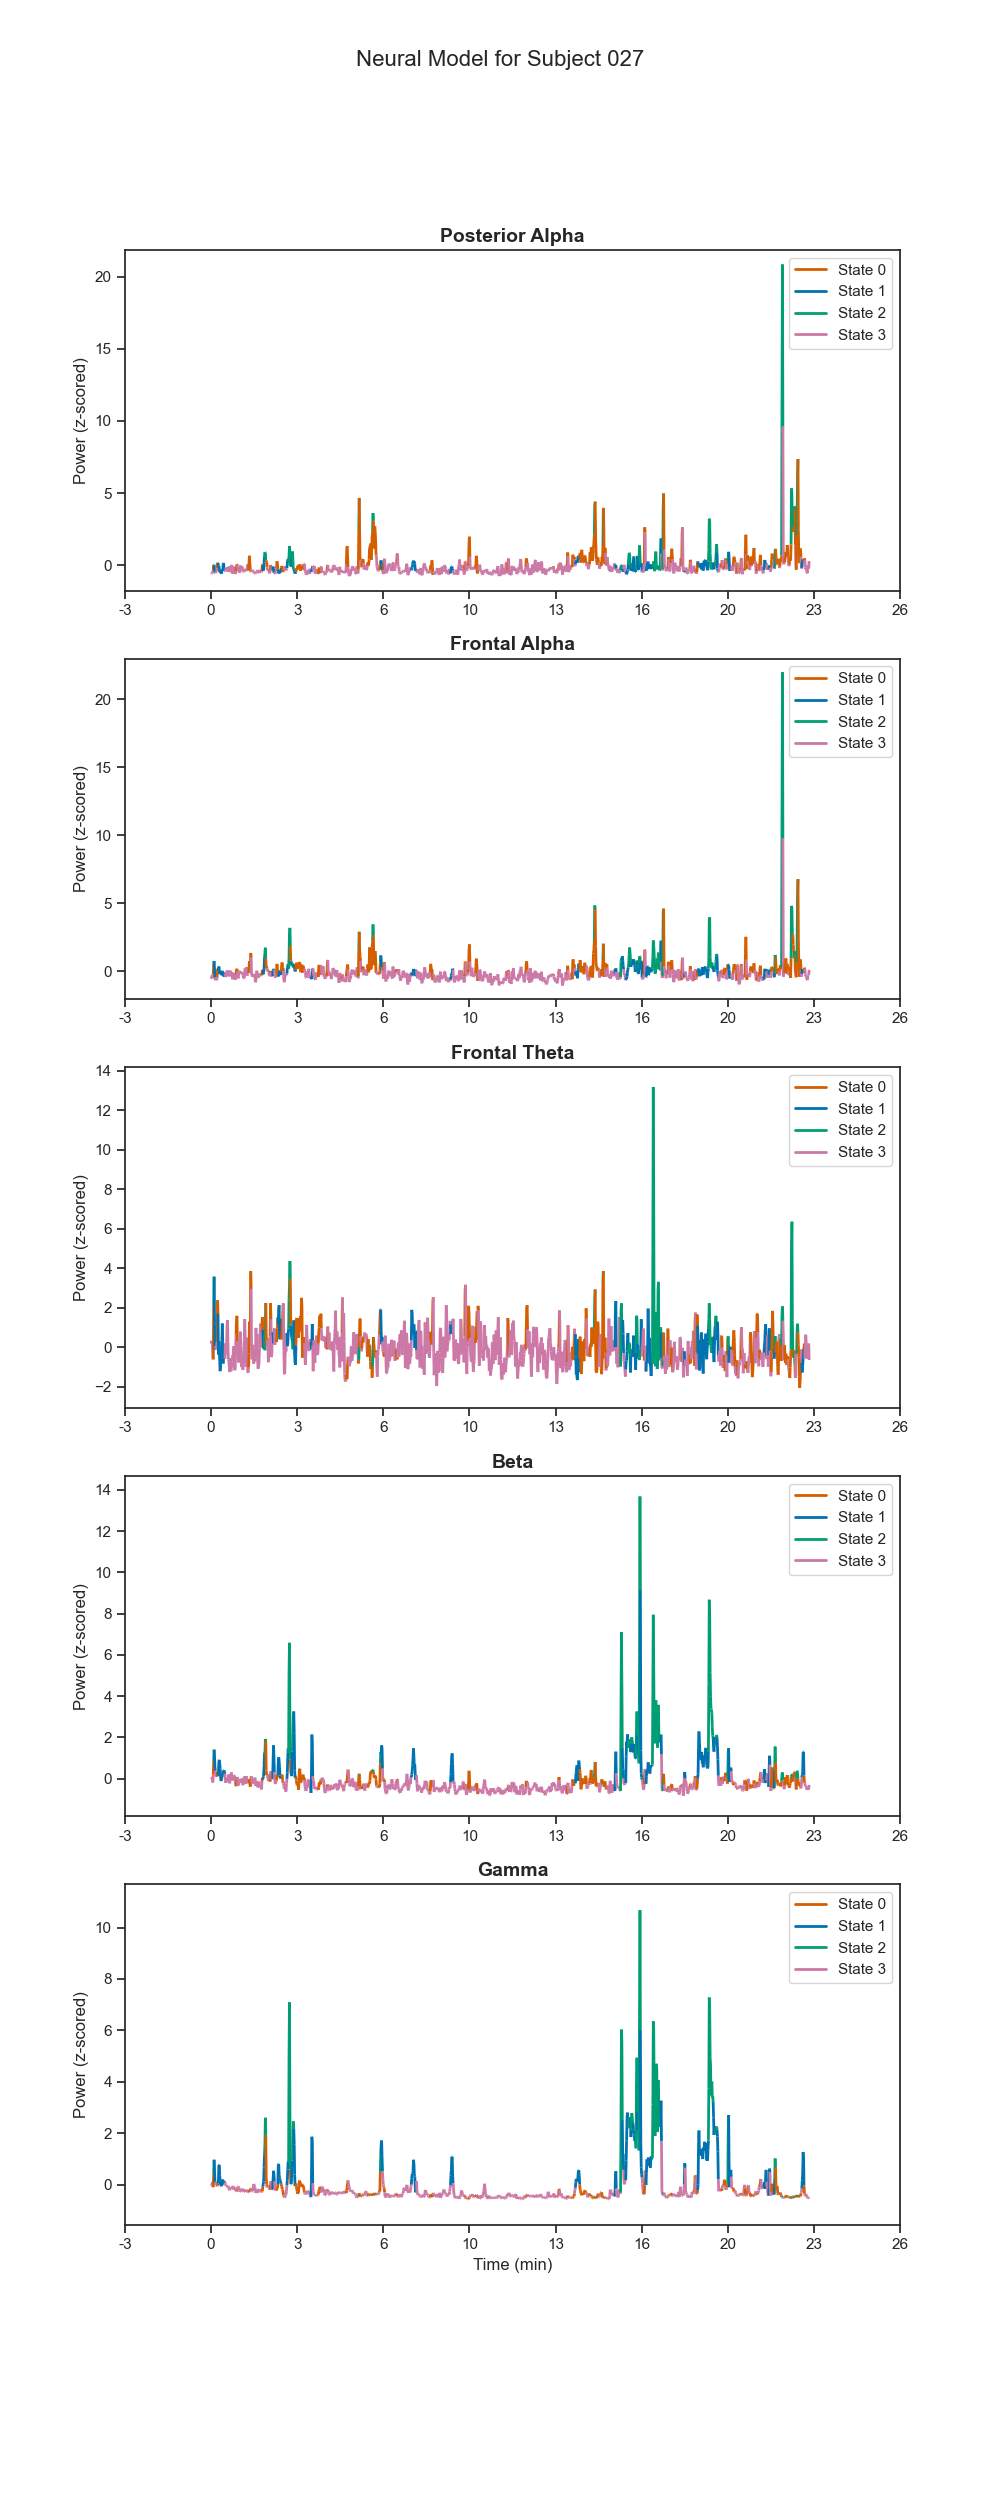 Neural Model for Subject 027
Posterior Alpha
Power (z-scored)
20
15
10
5
0
-3 0 3 6 10 13 16 20 23 26
State 0
State 1
State 2
State 3
Frontal Alpha
Power (z-scored)
20
15
10
5
0
-3 0 3 6 10 13 16 20 23 26
State 0
State 1
State 2
State 3
Frontal Theta
Power (z-scored)
14
12
10
8
6
4
2
0
−2
-3 0 3 6 10 13 16 20 23 26
State 0
State 1
State 2
State 3
Beta
Power (z-scored)
14
12
10
8
6
4
2
0
-3 0 3 6 10 13 16 20 23 26
State 0
State 1
State 2
State 3
Gamma
Power (z-scored)
10
8
6
4
2
0
-3 0 3 6 10 13 16 20 23 26
State 0
State 1
State 2
State 3
Time (min)